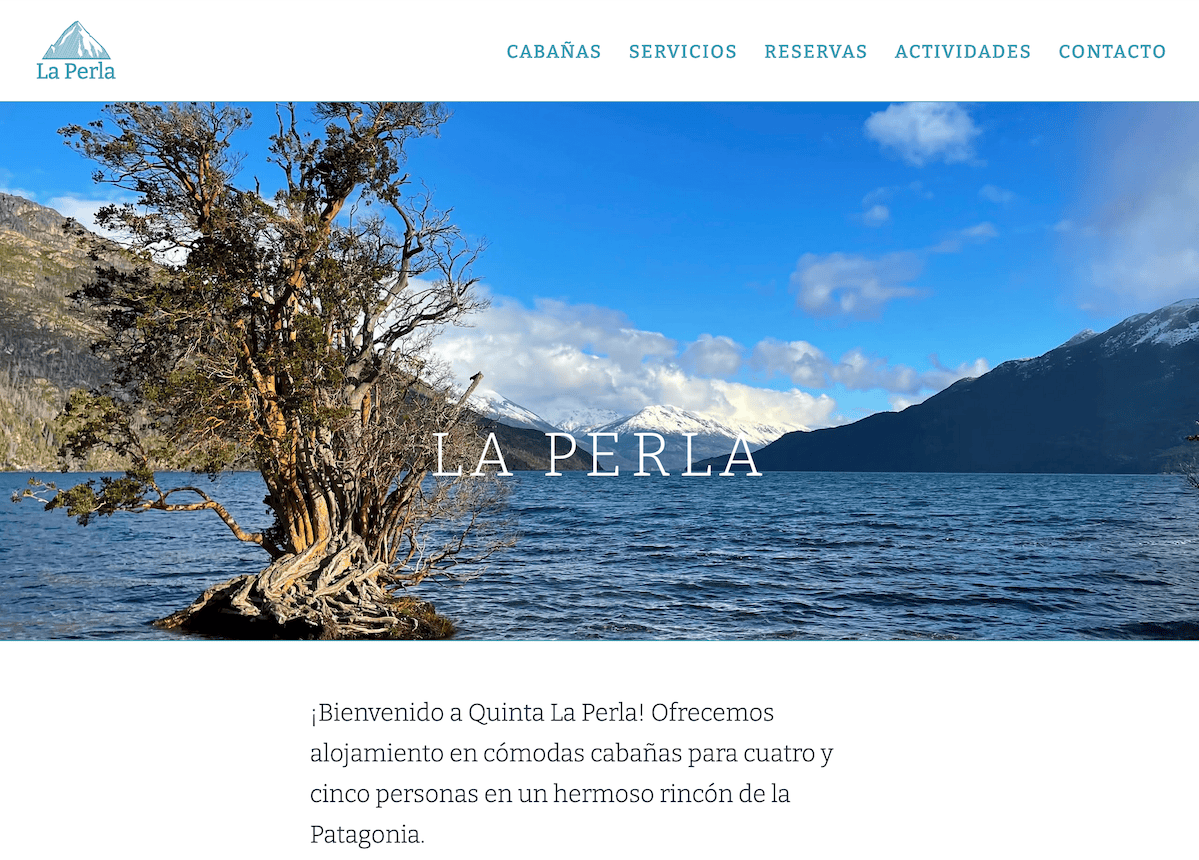 La Perla
CABAÑAS SERVICIOS RESERVAS ACTIVIDADES CONTACTO
LA PERLA
¡Bienvenido a Quinta La Perla! Ofrecemos
alojamiento en cómodas cabañas para cuatro y
cinco personas en un hermoso rincón de la
Patagonia.